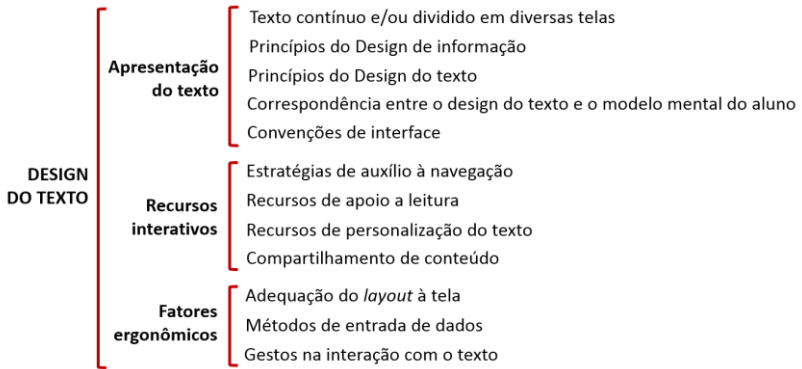 DESIGN
DO TEXTO
Apresentação
do texto
Texto contínuo e/ou dividido em diversas telas
Princípios do Design de informação
Princípios do Design do texto
Correspondência entre o design do texto e o modelo mental do aluno
Convenções de interface
Recursos
interativos
Estratégias de auxílio à navegação
Recursos de apoio a leitura
Recursos de personalização do texto
Compartilhamento de conteúdo
Fatores
ergonômicos
Adequação do layout à tela
Métodos de entrada de dados
Gestos na interação com o texto